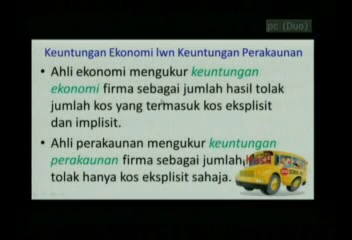 pc (Duo)
Keuntungan Ekonomi lwn Keuntungan Perakaunan
• Ahli ekonomi mengukur keuntungan
ekonomi firma sebagai jumlah hasil tolak
jumlah kos yang termasuk kos eksplisit
dan implisit.
• Ahli perakaunan mengukur keuntungan
perakaunan firma sebagai jumlah hasil
tolak hanya kos eksplisit sahaja.